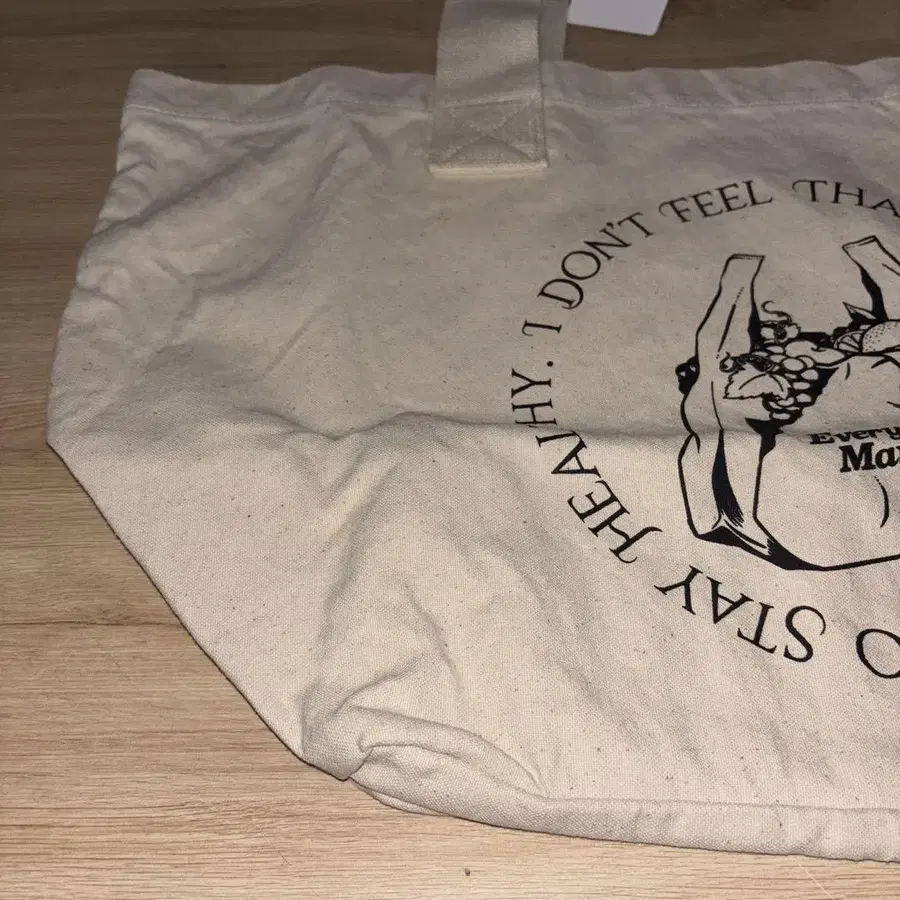 I DON'T FEEL THA
Every
Ma
O STAY HEALTHY.